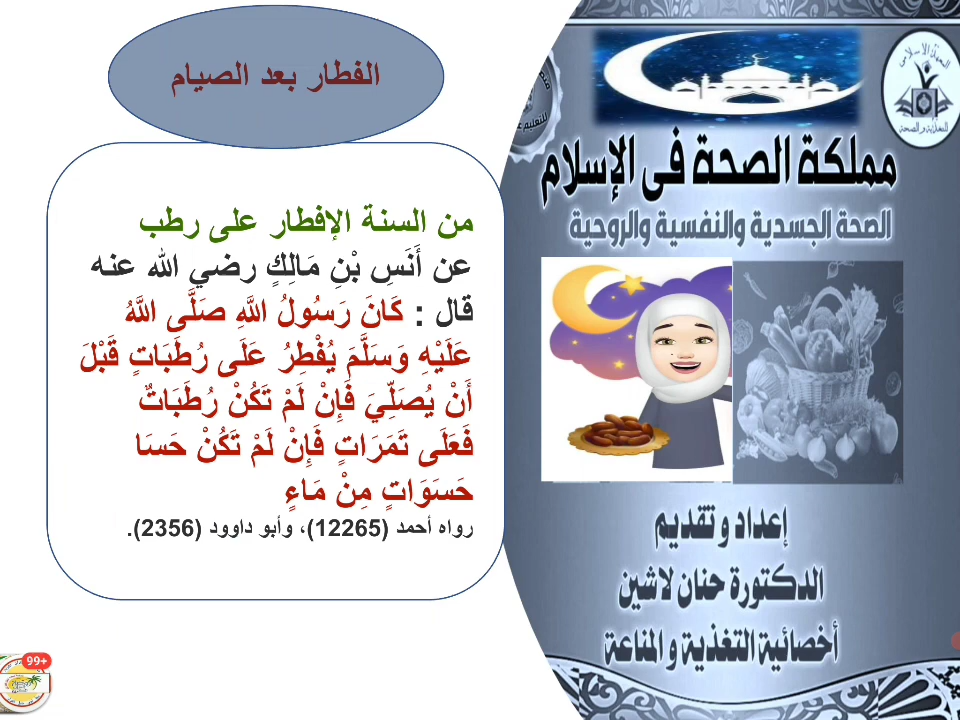 الفطار بعد الصيام
من السنة الإفطار على رطب
عن أَنَسِ بْنِ مَالِكٍ رضي الله عنه
قال : كَانَ رَسُولُ اللَّهِ صَلَّى اللَّهُ
عَلَيْهِ وَسَلَّمَ يُفْطِرُ عَلَى رُطَبَاتٍ قَبْلَ
أَنْ يُصَلِّيَ فَإِنْ لَمْ تَكُنْ رُطَبَاتٌ
فَعَلَى تَمَرَاتٍ فَإِنْ لَمْ تَكُنْ حَسَا
حَسَوَاتٍ مِنْ مَاءٍ
رواه أحمد (12265)، وأبو داوود (2356).
مملكة الصحة فى الإسلام
الصحة الجسدية والنفسية والروحية
إعداد و تقديم
الدكتورة حنان لاشين
أخصائية التغذية و المناعة
للتغذية والصحة
99+